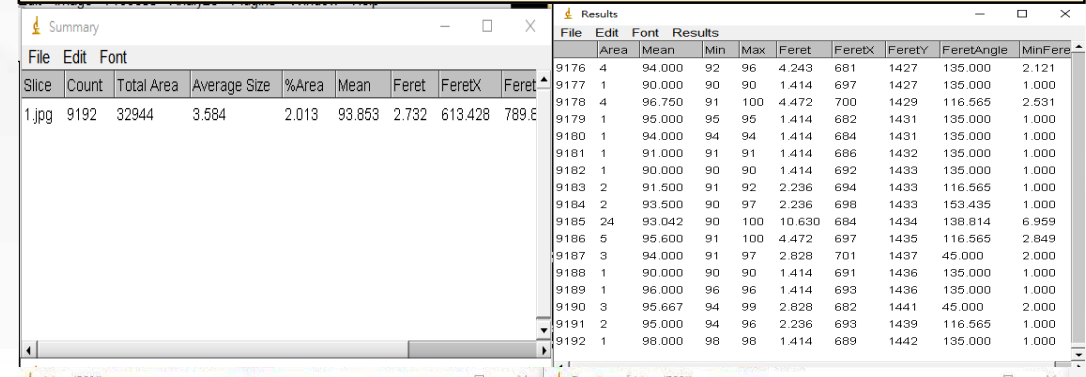 Summary
File Edit Font
Slice Count Total Area Average Size %Area Mean Feret FeretX Feret
1.jpg 9192 32944 3.584 2.013 93.853 2.732 613.428 789.8
Results
File Edit Font Results
Area Mean Min Max Feret FeretX FeretY FeretAngle MinFere
9176 4 94.000 92 96 4.243 681 1427 135.000 2.121
9177 1 90.000 90 90 1.414 697 1427 135.000 1.000
9178 4 96.750 91 100 4.472 700 1429 116.565 2.531
9179 1 95.000 95 95 1.414 682 1431 135.000 1.000
9180 1 94.000 94 94 1.414 684 1431 135.000 1.000
9181 1 91.000 91 91 1.414 686 1432 135.000 1.000
9182 1 90.000 90 90 1.414 692 1433 135.000 1.000
9183 2 91.500 91 92 2.236 694 1433 116.565 1.000
9184 2 93.500 90 97 2.236 698 1433 153.435 1.000
9185 24 93.042 90 100 10.630 684 1434 138.814 6.959
9186 5 95.600 91 100 4.472 697 1435 116.565 2.849
9187 3 94.000 91 97 2.828 701 1437 45.000 2.000
9188 1 90.000 90 90 1.414 691 1436 135.000 1.000
9189 1 96.000 96 96 1.414 693 1436 135.000 1.000
9190 3 95.667 94 99 2.828 682 1441 45.000 2.000
9191 2 95.000 94 96 2.236 693 1439 116.565 1.000
9192 1 98.000 98 98 1.414 689 1442 135.000 1.000